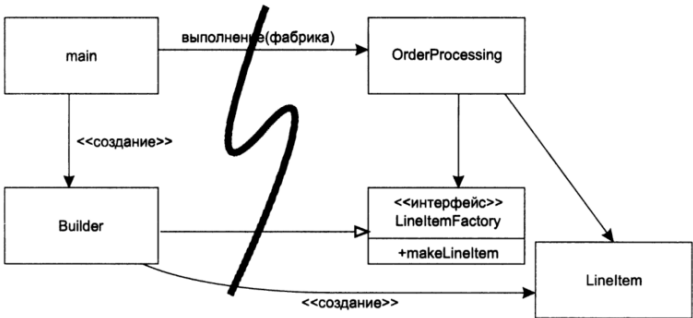 main
выполнение(фабрика)
OrderProcessing
<<создание>>
Builder
<<интерфейс>>
LineItemFactory
+makeLineItem
LineItem
<<создание>>